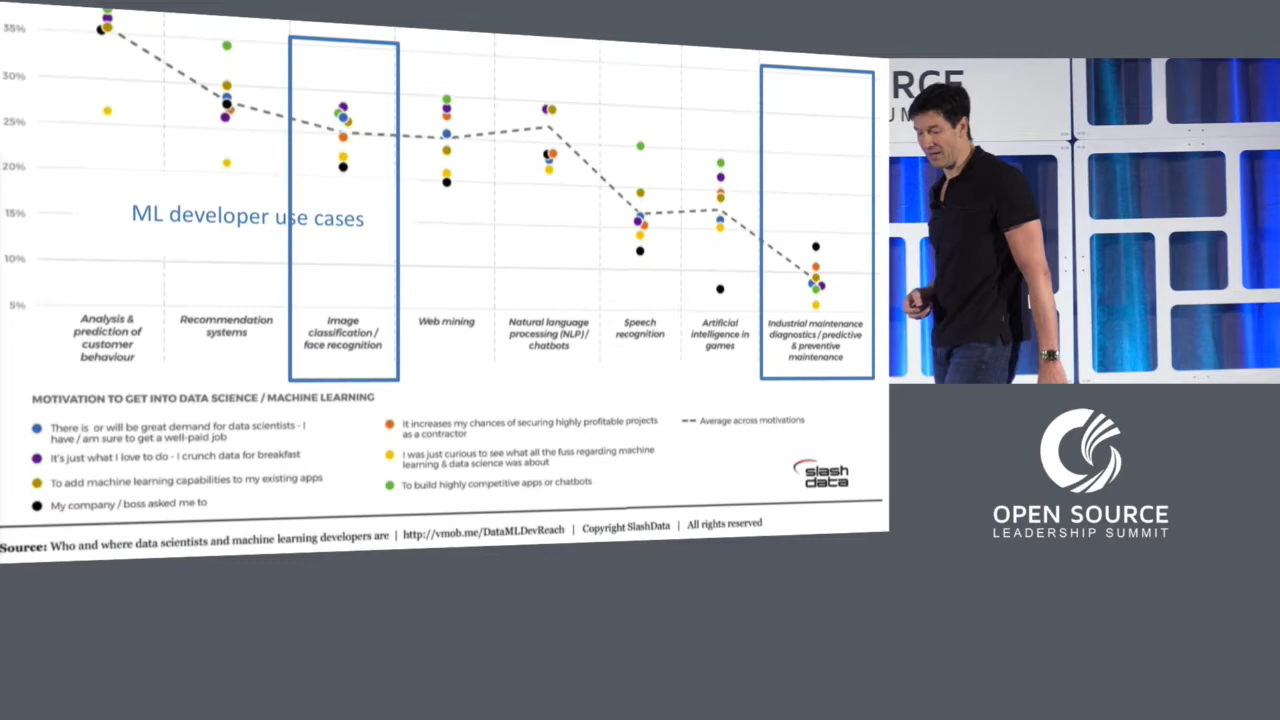 35%
30%
25%
20%
15%
10%
5%
ML developer use cases
Analysis &
prediction of
customer
behaviour
Recommendation
systems
Image
classification /
face recognition
Web mining
Natural language
processing (NLP) /
chatbots
Speech
recognition
Artificial
intelligence in
games
Industrial maintenance
diagnostics / predictive
& preventive
maintenance
MOTIVATION TO GET INTO DATA SCIENCE / MACHINE LEARNING
There is or will be great demand for data scientists - I
have / am sure to get a well-paid job
It's just what I love to do - I crunch data for breakfast
To add machine learning capabilities to my existing apps
My company / boss asked me to
It increases my chances of securing highly profitable projects
as a contractor
I was just curious to see what all the fuss regarding machine
learning & data science was about
To build highly competitive apps or chatbots
Average across motivations
slash
data
Source: Who and where data scientists and machine learning developers are | http://vmob.me/DataMLDevReach | Copyright SlashData | All rights reserved
RCE
UM
OPEN SOURCE
LEADERSHIP SUMMIT